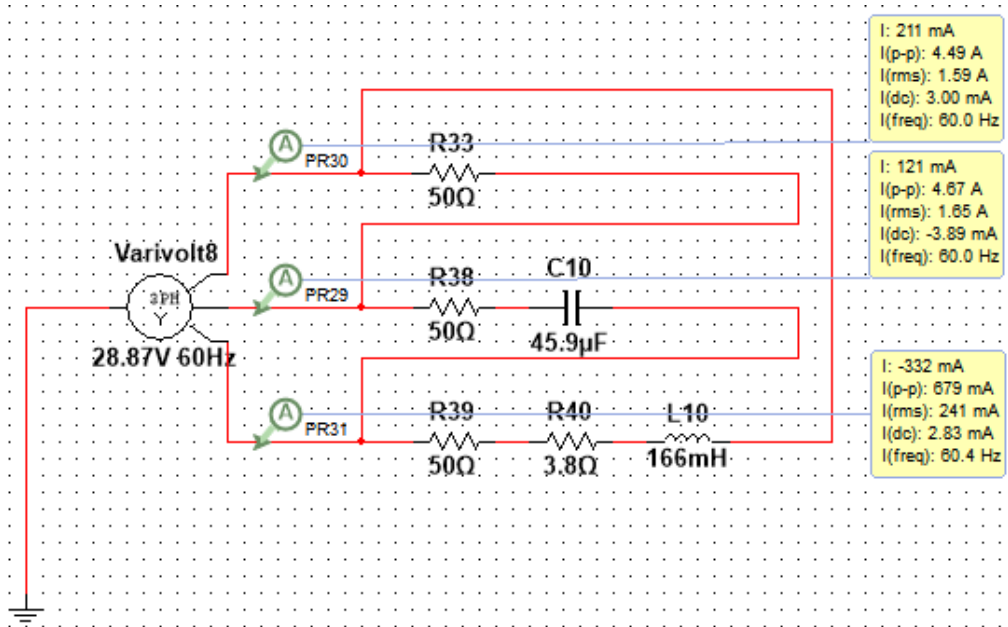 I: 211 mA
I(p-p): 4.49 A
I(rms): 1.59 A
I(dc): 3.00 mA
I(freq): 60.0 Hz
PR30
R33
50Ω
I: 121 mA
I(p-p): 4.67 A
I(rms): 1.65 A
I(dc): -3.89 mA
I(freq): 60.0 Hz
Varivolt8
3PH
Y
28.87V 60Hz
PR29
R38
50Ω
C10
45.9µF
I: -332 mA
I(p-p): 679 mA
I(rms): 241 mA
I(dc): 2.83 mA
I(freq): 60.4 Hz
PR31
R39
50Ω
R40
3.8Ω
L10
166mH
A
A
A